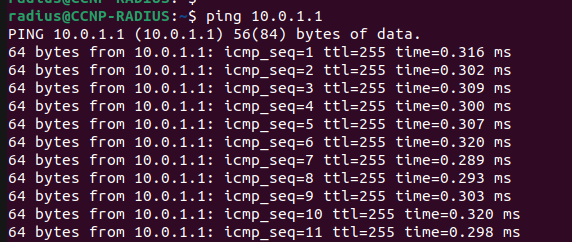 radius@CCNP-RADIUS:~$
radius@CCNP-RADIUS:~$ ping 10.0.1.1
PING 10.0.1.1 (10.0.1.1) 56(84) bytes of data.
64 bytes from 10.0.1.1: icmp_seq=1 ttl=255 time=0.316 ms
64 bytes from 10.0.1.1: icmp_seq=2 ttl=255 time=0.302 ms
64 bytes from 10.0.1.1: icmp_seq=3 ttl=255 time=0.309 ms
64 bytes from 10.0.1.1: icmp_seq=4 ttl=255 time=0.300 ms
64 bytes from 10.0.1.1: icmp_seq=5 ttl=255 time=0.307 ms
64 bytes from 10.0.1.1: icmp_seq=6 ttl=255 time=0.320 ms
64 bytes from 10.0.1.1: icmp_seq=7 ttl=255 time=0.289 ms
64 bytes from 10.0.1.1: icmp_seq=8 ttl=255 time=0.293 ms
64 bytes from 10.0.1.1: icmp_seq=9 ttl=255 time=0.303 ms
64 bytes from 10.0.1.1: icmp_seq=10 ttl=255 time=0.320 ms
64 bytes from 10.0.1.1: icmp_seq=11 ttl=255 time=0.298 ms